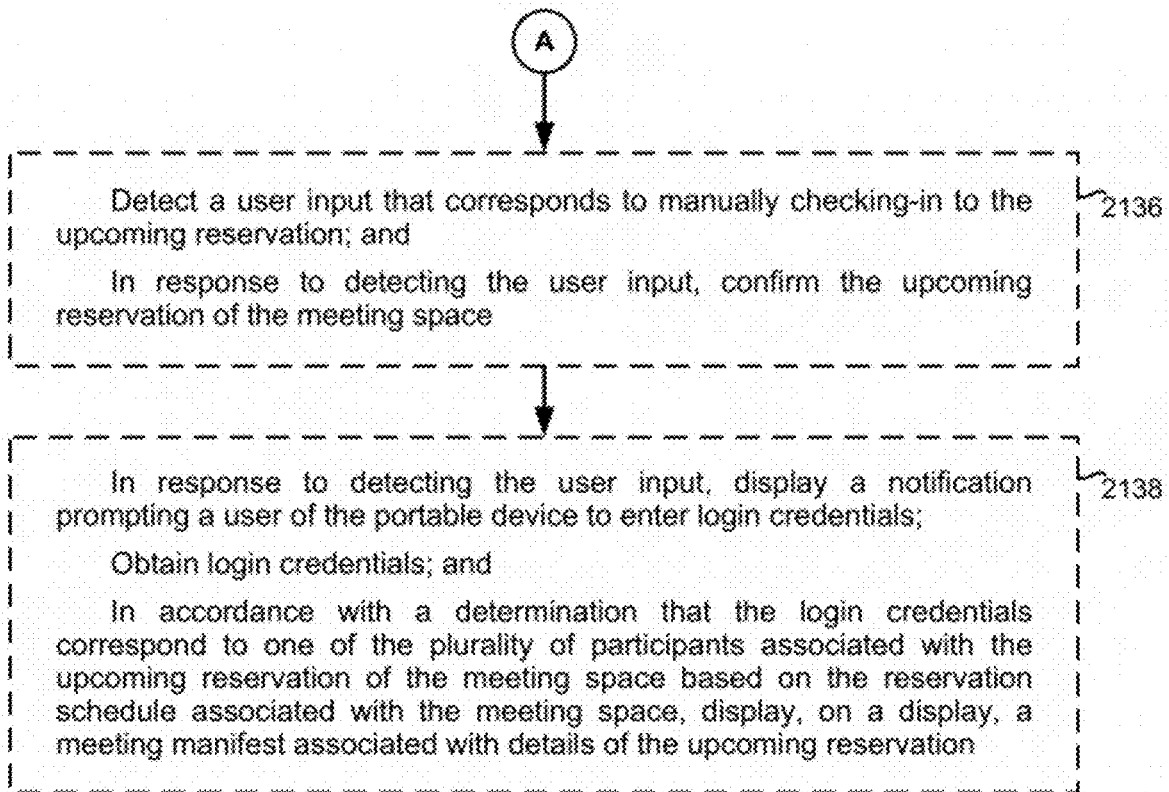 A
Detect a user input that corresponds to manually checking-in to the
upcoming reservation; and
In response to detecting the user input, confirm the upcoming
reservation of the meeting space
2136
In response to detecting the user input, display a notification
prompting a user of the portable device to enter login credentials;
Obtain login credentials; and
In accordance with a determination that the login credentials
correspond to one of the plurality of participants associated with the
upcoming reservation of the meeting space based on the reservation
schedule associated with the meeting space, display, on a display, a
meeting manifest associated with details of the upcoming reservation
2138